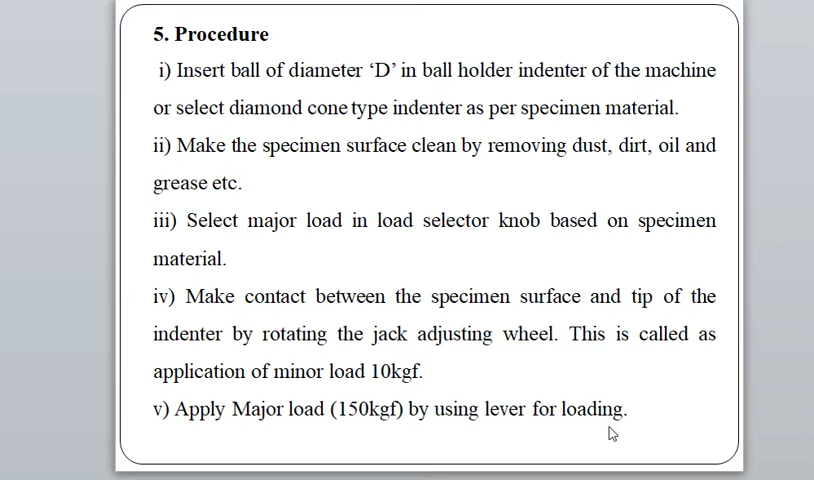 5. Procedure
i) Insert ball of diameter ‘D’ in ball holder indenter of the machine
or select diamond cone type indenter as per specimen material.
ii) Make the specimen surface clean by removing dust, dirt, oil and
grease etc.
iii) Select major load in load selector knob based on specimen
material.
iv) Make contact between the specimen surface and tip of the
indenter by rotating the jack adjusting wheel. This is called as
application of minor load 10kgf.
v) Apply Major load (150kgf) by using lever for loading.